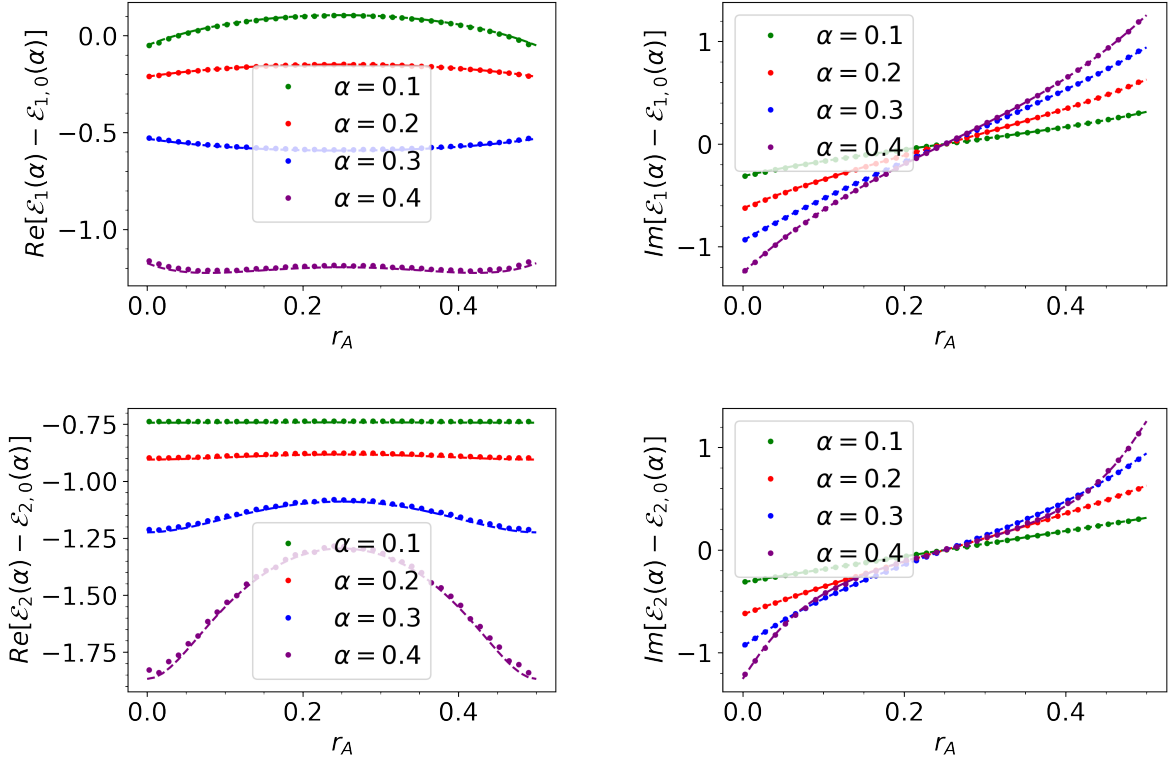 Re[ℰ₁(α) − ℰ₁,₀(α)]
0.0
−0.5
−1.0
α = 0.1
α = 0.2
α = 0.3
α = 0.4
0.0 0.2 0.4
r_A
Im[ℰ₁(α) − ℰ₁,₀(α)]
1
0
−1
α = 0.1
α = 0.2
α = 0.3
α = 0.4
0.0 0.2 0.4
r_A
Re[ℰ₂(α) − ℰ₂,₀(α)]
−0.75
−1.00
−1.25
−1.50
−1.75
α = 0.1
α = 0.2
α = 0.3
α = 0.4
0.0 0.2 0.4
r_A
Im[ℰ₂(α) − ℰ₂,₀(α)]
1
0
−1
α = 0.1
α = 0.2
α = 0.3
α = 0.4
0.0 0.2 0.4
r_A